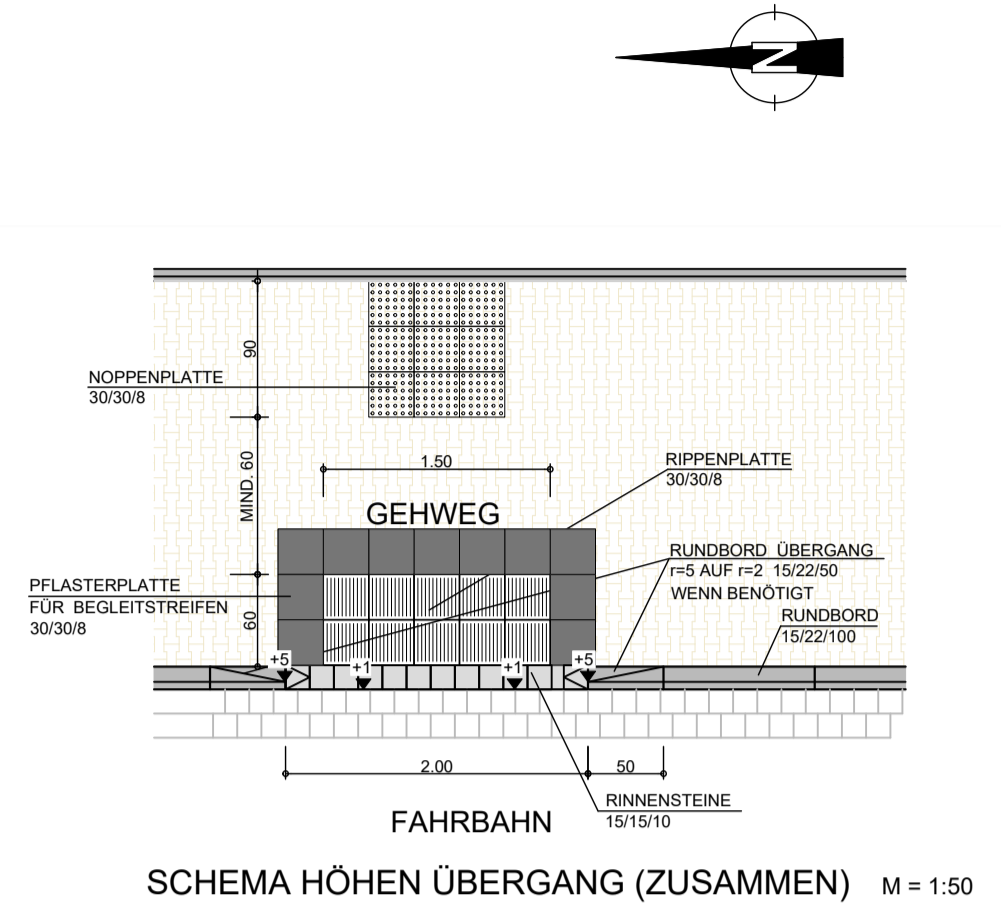 N
90
NOPPENPLATTE
30/30/8
MIND. 60
1.50
RIPPENPLATTE
30/30/8
GEHWEG
RUNDBORD ÜBERGANG
r=5 AUF r=2 15/22/50
WENN BENÖTIGT
PFLASTERPLATTE
FÜR BEGLEITSTREIFEN
30/30/8
60
RUNDBORD
15/22/100
+5
+1
+1
+5
2.00
50
RINNENSTEINE
15/15/10
FAHRBAHN
SCHEMA HÖHEN ÜBERGANG (ZUSAMMEN) M = 1:50